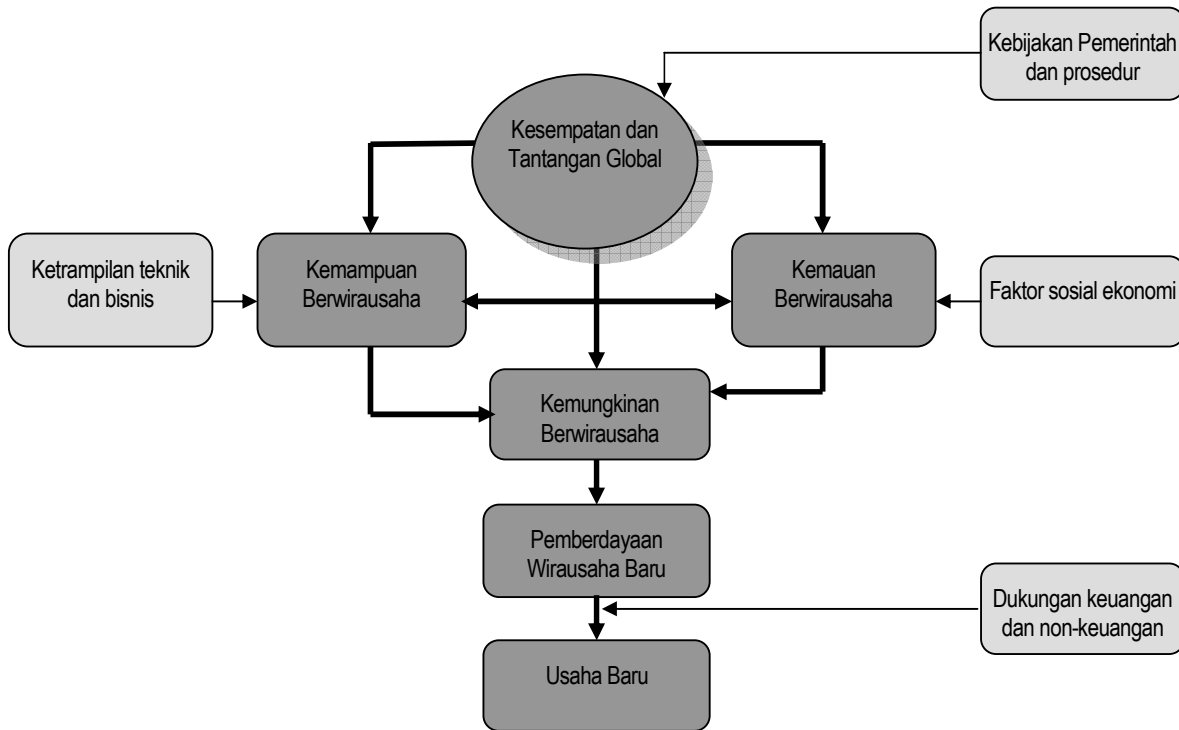 Kebijakan Pemerintah
dan prosedur
Kesempatan dan
Tantangan Global
Ketrampilan teknik
dan bisnis
Kemampuan
Berwirausaha
Kemauan
Berwirausaha
Faktor sosial ekonomi
Kemungkinan
Berwirausaha
Pemberdayaan
Wirausaha Baru
Dukungan keuangan
dan non-keuangan
Usaha Baru